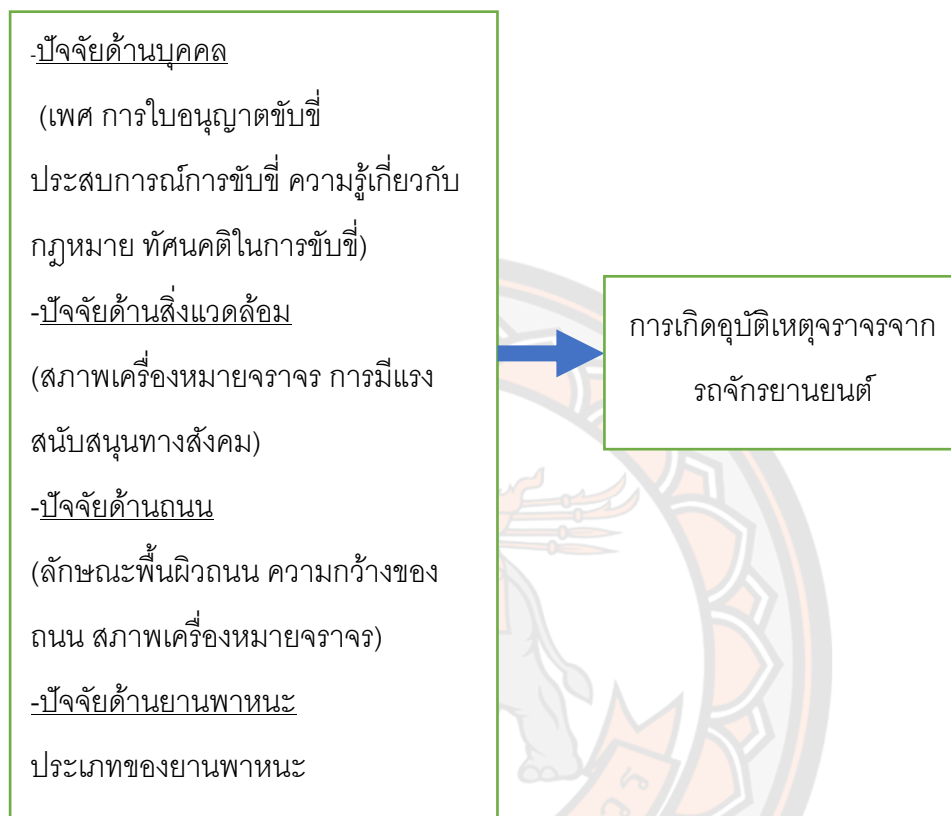 -ปัจจัยด้านบุคคล
(เพศ การใบอนุญาตขับขี่
ประสบการณ์การขับขี่ ความรู้เกี่ยวกับ
กฎหมาย ทัศนคติในการขับขี่)
-ปัจจัยด้านสิ่งแวดล้อม
(สภาพเครื่องหมายจราจร การมีแรง
สนับสนุนทางสังคม)
-ปัจจัยด้านถนน
(ลักษณะพื้นผิวถนน ความกว้างของ
ถนน สภาพเครื่องหมายจราจร)
-ปัจจัยด้านยานพาหนะ
ประเภทของยานพาหนะ
การเกิดอุบัติเหตุจราจรจาก
รถจักรยานยนต์